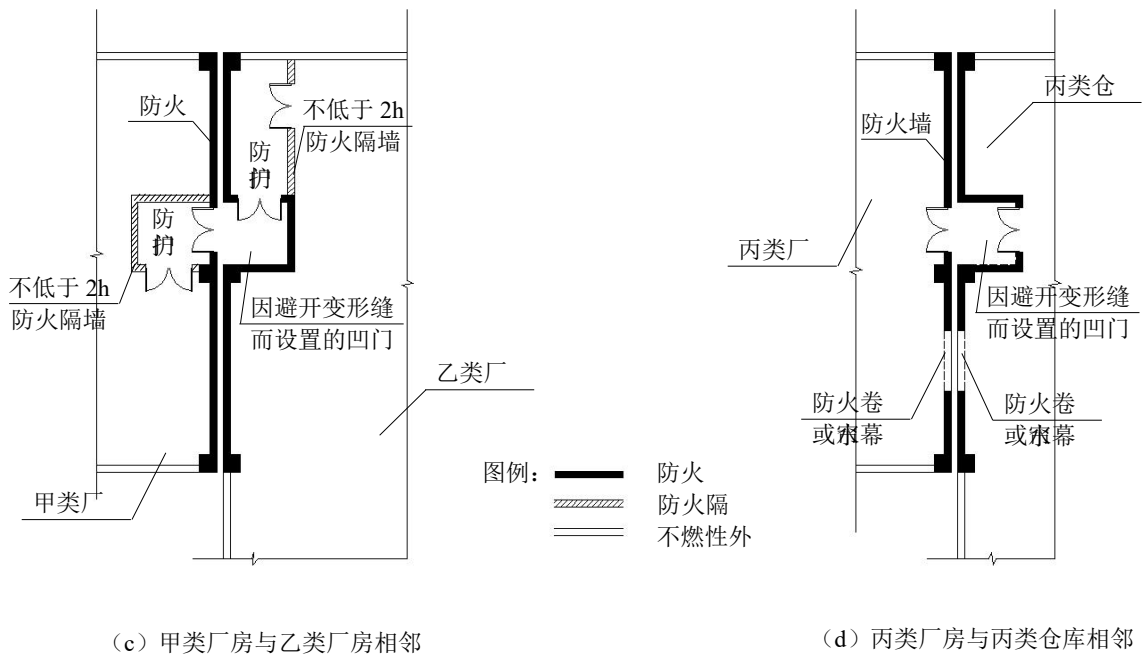 防火
不低于 2h
防火隔墙
防
防
不低于 2h
防火隔墙
因避开变形缝
而设置的凹门
乙类厂
甲类厂
图例：
防火
防火隔
不燃性外
（c）甲类厂房与乙类厂房相邻
丙类仓
防火墙
丙类厂
因避开变形缝
而设置的凹门
防火卷
或 幕
防火卷
或 幕
（d）丙类厂房与丙类仓库相邻